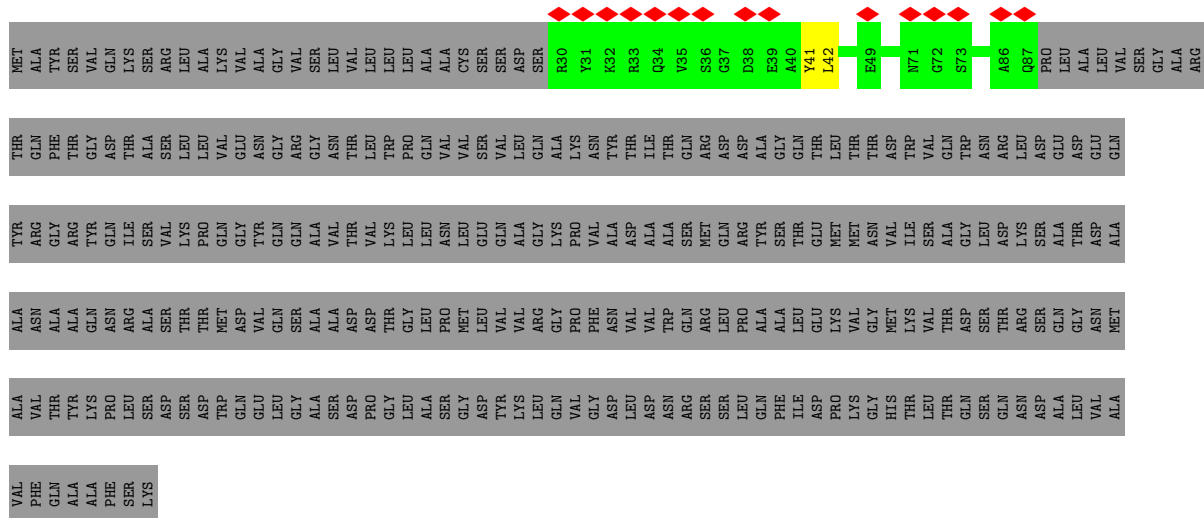 MET ALA TYR SER VAL GLN LYS SER ARG LEU ALA LYS VAL ALA GLY VAL SER LEU VAL LEU LEU LEU ALA ALA CYS SER SER ASP SER R30 Y31 K32 R33 Q34 V35 S36 G37 D38 E39 A40 Y41 L42 E49 N71 G72 S73 A86 Q87 PRO LEU ALA LEU VAL SER GLY ALA ARG
THR GLN PHE THR GLY ASP THR ALA SER LEU LEU VAL GLU ASN GLY ARG GLY ASN THR LEU TRP PRO GLN VAL VAL SER VAL LEU GLN ALA LYS ASN TYR THR ILE THR GLN ARG ASP ASP ALA GLY GLN THR LEU THR THR ASP TRP VAL GLN TRP ASN ARG LEU ASP GLU ASP GLU GLN
TYR ARG GLY ARG TYR GLN ILE SER VAL LYS PRO GLN GLY TYR GLN GLN ALA VAL THR VAL LYS LEU LEU ASN LEU GLU GLN ALA GLY LYS PRO VAL ALA ASP ALA ALA SER MET GLN ARG TYR SER THR GLU MET MET ASN VAL ILE SER ALA GLY LEU ASP LYS SER ALA THR ASP ALA
ALA ASN ALA ALA GLN ASN ARG ALA SER THR THR MET ASP VAL GLN SER ALA ALA ASP ASP THR GLY LEU PRO MET LEU VAL VAL ARG GLY PRO PHE ASN VAL VAL TRP GLN ARG LEU PRO ALA ALA LEU GLU LYS VAL GLY MET LYS VAL THR ASP SER THR ARG SER GLN GLY ASN MET
ALA VAL THR TYR LYS PRO LEU SER ASP SER ASP TRP GLN GLU LEU GLY ALA SER ASP PRO GLY LEU ALA SER GLY ASP TYR LYS LEU GLN VAL GLY ASP LEU ASP ASN ARG SER SER LEU GLN PHE ILE ASP PRO LYS GLY HIS THR LEU THR GLN SER GLN ASN ASP ALA LEU VAL ALA
VAL PHE GLN ALA ALA PHE SER LYS